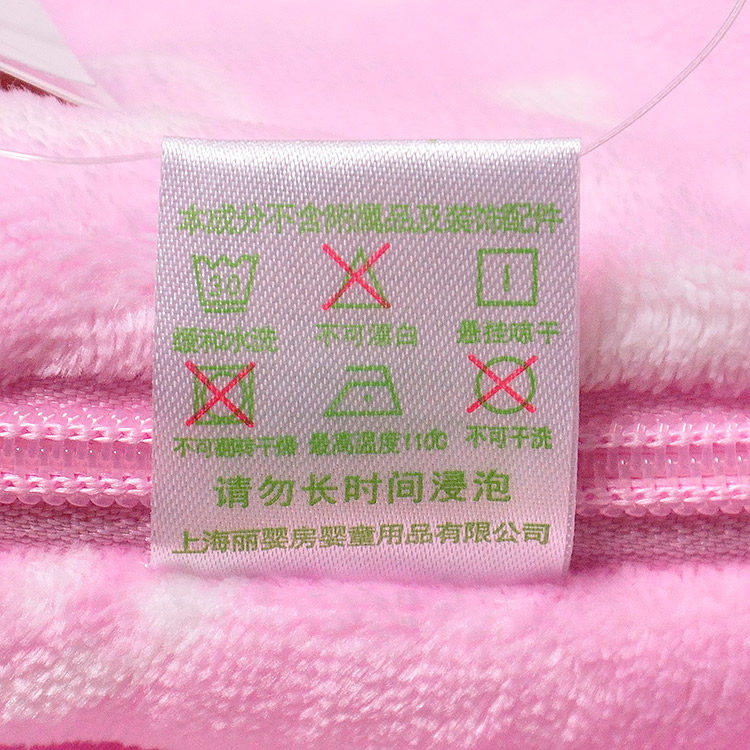 本成分不含附属品及装饰配件
30
缓和水洗 不可漂白 悬挂晾干
不可翻转干燥 最高温度110C 不可干洗
请勿长时间浸泡
上海丽婴房婴童用品有限公司